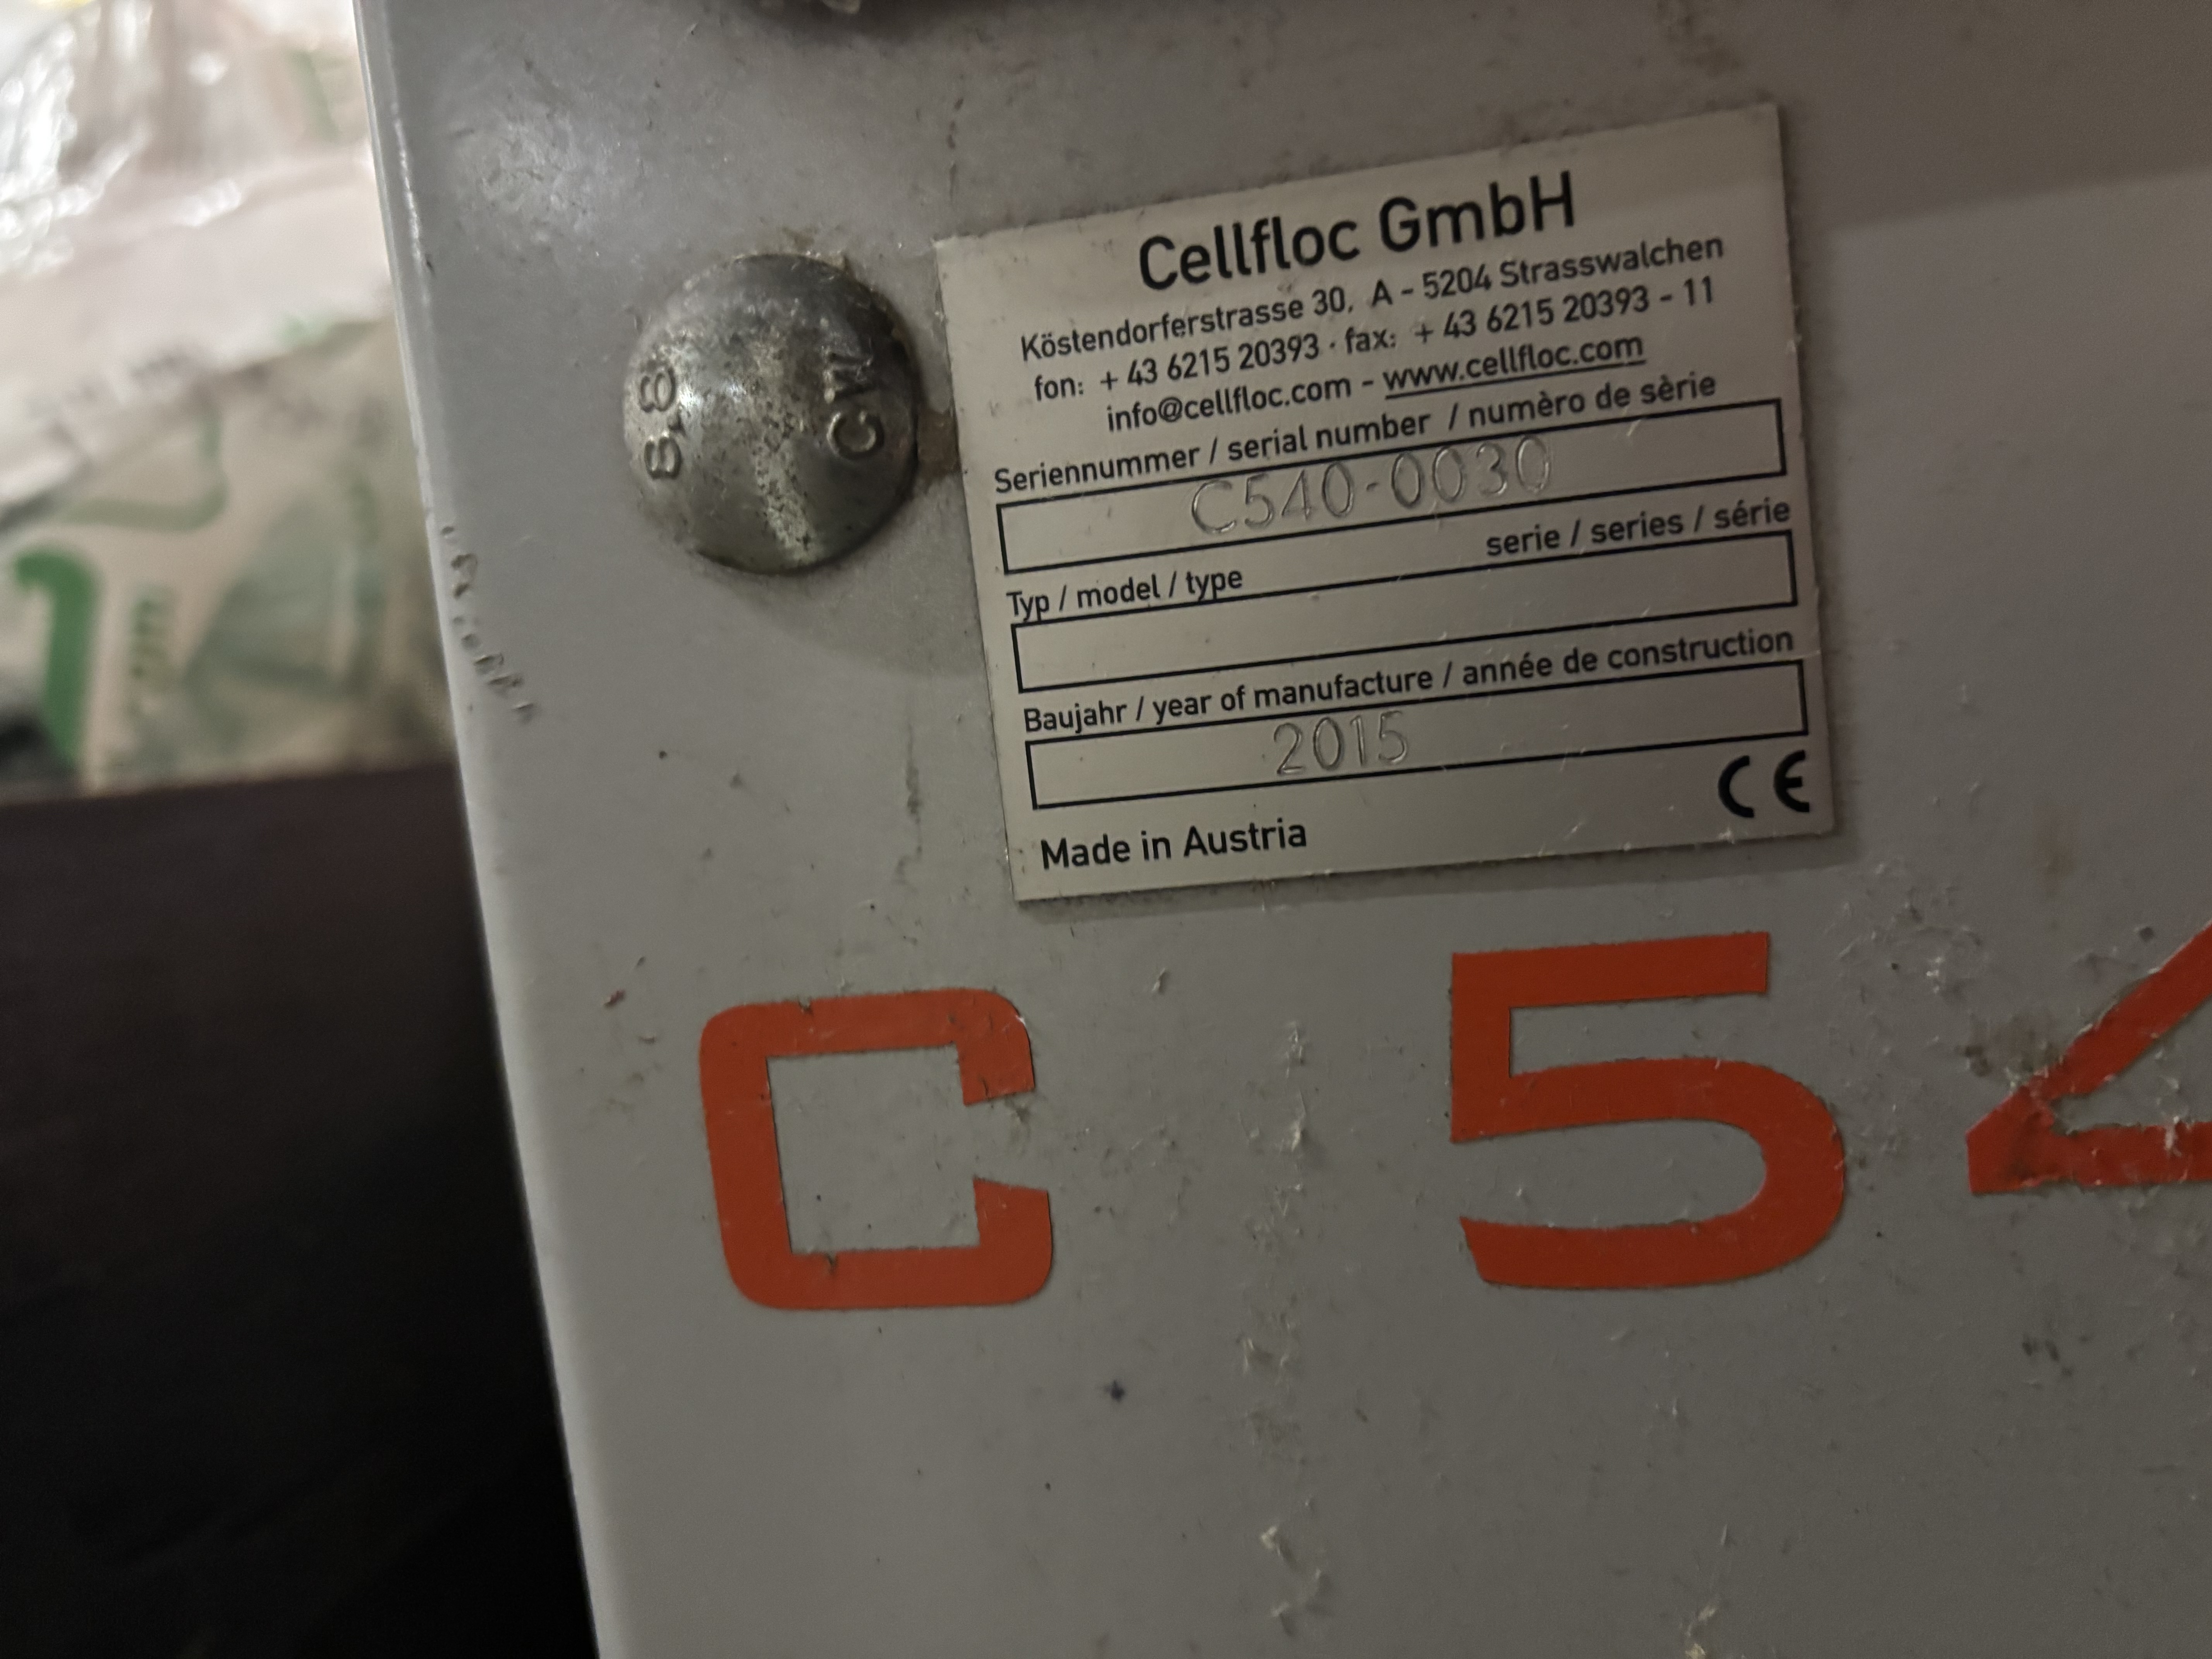 Cellfloc GmbH
Köstendorferstrasse 30, A - 5204 Strasswalchen
fon: + 43 6215 20393 · fax: + 43 6215 20393 - 11
info@cellfloc.com - www.cellfloc.com
Seriennummer / serial number / numèro de sèrie
C540-0030
Typ / model / type serie / series / série
Baujahr / year of manufacture / année de construction
2015
CE
Made in Austria
8.8
CW
C 54